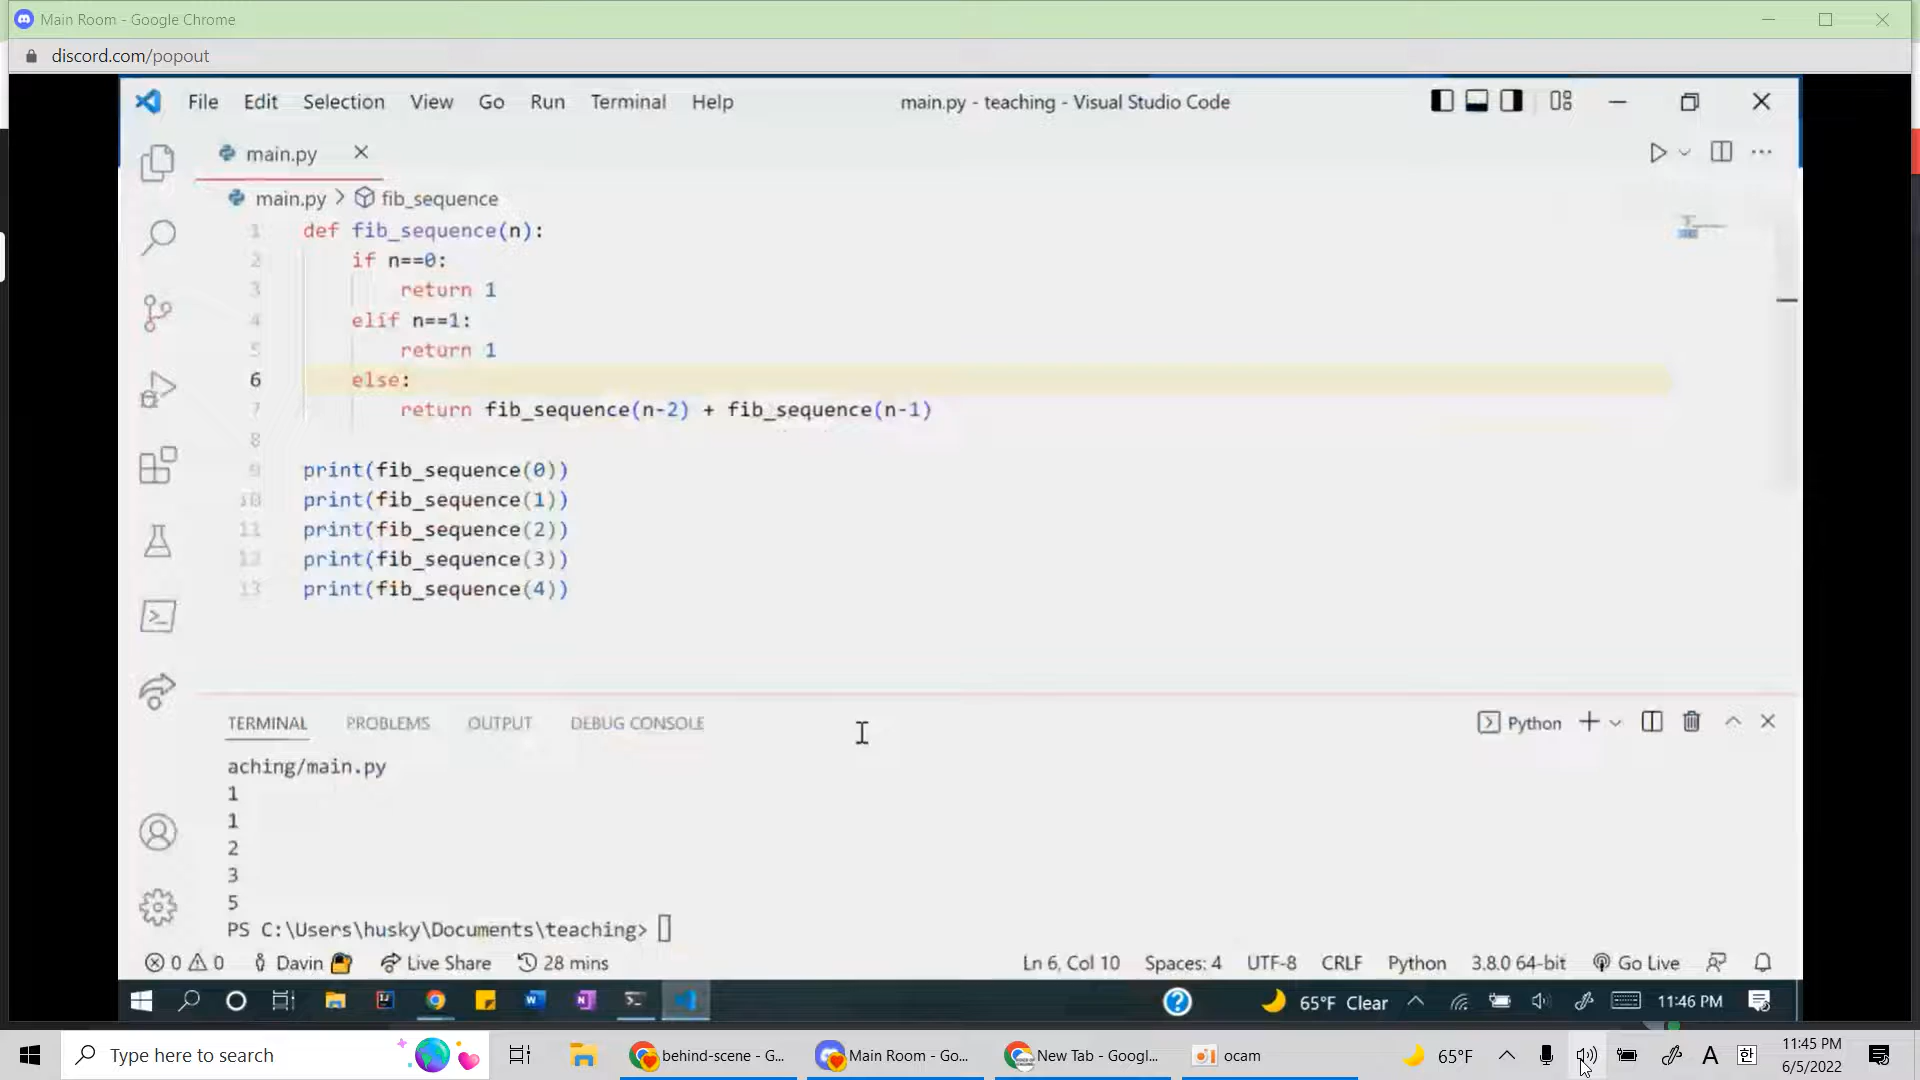 Main Room - Google Chrome
discord.com/popout
File Edit Selection View Go Run Terminal Help main.py - teaching - Visual Studio Code
main.py
main.py > fib_sequence
1 def fib_sequence(n):
2 if n==0:
3 return 1
4 elif n==1:
5 return 1
6 else:
7 return fib_sequence(n-2) + fib_sequence(n-1)
8
9 print(fib_sequence(0))
10 print(fib_sequence(1))
11 print(fib_sequence(2))
12 print(fib_sequence(3))
13 print(fib_sequence(4))
TERMINAL PROBLEMS OUTPUT DEBUG CONSOLE Python
aching/main.py
1
1
2
3
5
PS C:\Users\husky\Documents\teaching>
0 0 Davin Live Share 28 mins Ln 6, Col 10 Spaces: 4 UTF-8 CRLF Python 3.8.0 64-bit Go Live
65°F Clear 11:46 PM
Type here to search behind-scene - G... Main Room - Go... New Tab - Googl... ocam 65°F A 한 11:45 PM
6/5/2022